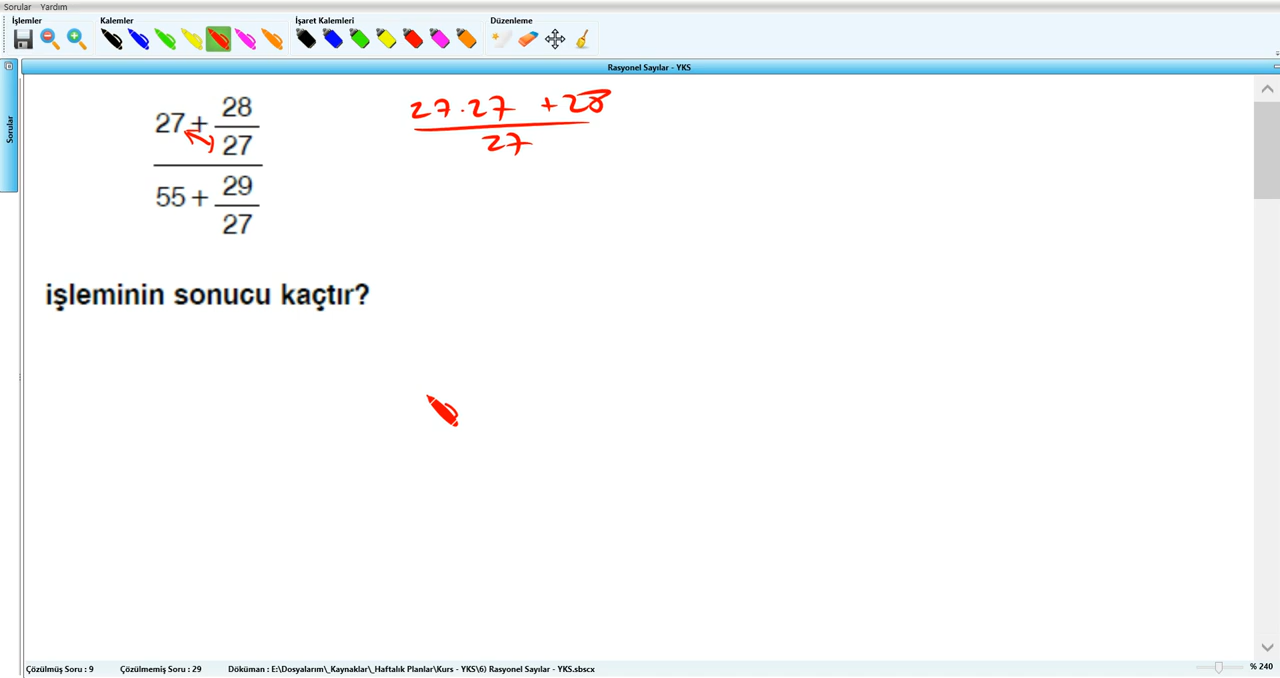 Sorular Yardım
İşlemler Kalemler İşaret Kalemleri Düzenleme
Rasyonel Sayılar - YKS
Sorular
27 + 28/27
55 + 29/27
27·27 + 28
27
işleminin sonucu kaçtır?
Çözülmüş Soru : 9 Çözülmemiş Soru : 29 Döküman : E:\Dosyalarım\_Kaynaklar\_Haftalık Planlar\Kurs - YKS\6) Rasyonel Sayılar - YKS.sbscx % 240